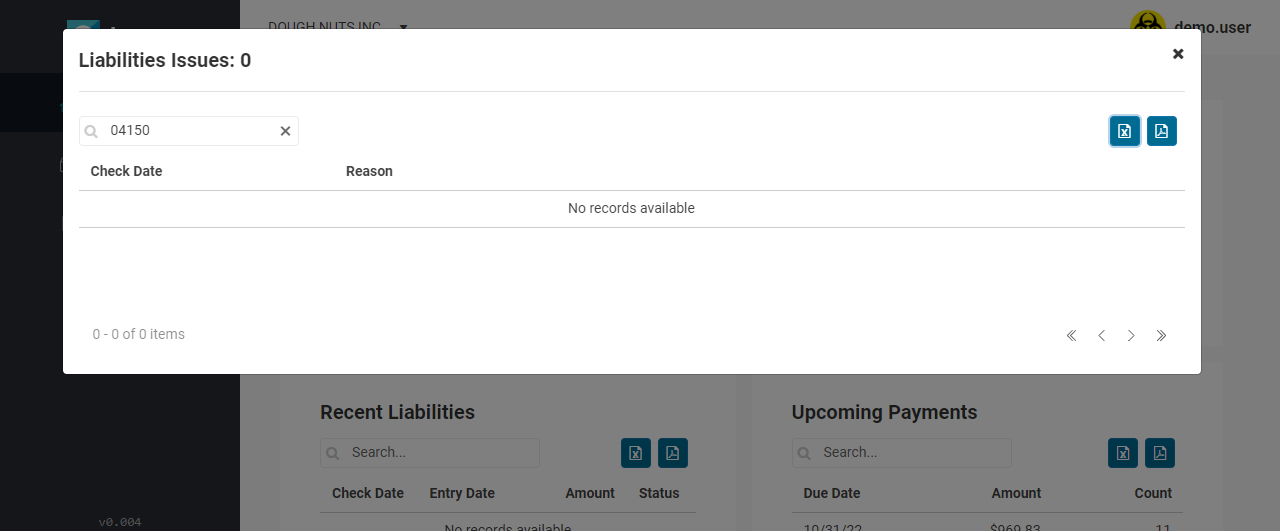 DOUGH NUTS INC
demo.user
Liabilities Issues: 0
04150
Check Date Reason
No records available
0 - 0 of 0 items
Recent Liabilities
Upcoming Payments
Search...
Search...
Check Date Entry Date Amount Status
Due Date Amount Count
No records available
10/31/22 $969.83 11
v0.004